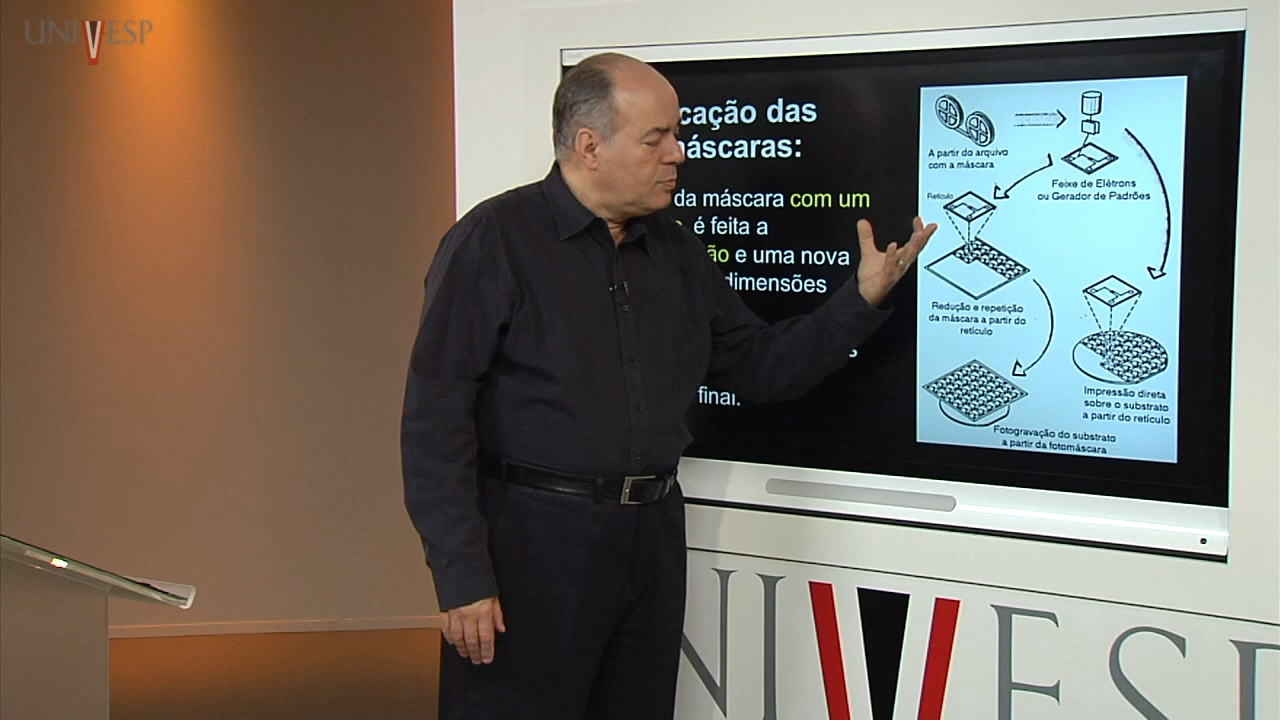 UNIVESP
cação das
máscaras:
da máscara com um
é feita a
ão e uma nova
dimensões
s
final.
A partir do arquivo
com a máscara
Feixe de Elétrons
ou Gerador de Padrões
Retículo
Redução e repetição
da máscara a partir do
retículo
Impressão direta
sobre o substrato
a partir do retículo
Fotogravação do substrato
a partir da fotomáscara
NIVESP